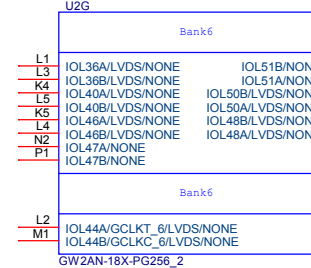 U2G
Bank6
L1 IOL36A/LVDS/NONE IOL51B/NON
L3 IOL36B/LVDS/NONE IOL51A/NON
K4 IOL40A/LVDS/NONE IOL50B/LVDS/NON
L5 IOL40B/LVDS/NONE IOL50A/LVDS/NON
K5 IOL46A/LVDS/NONE IOL48B/LVDS/NON
L4 IOL46B/LVDS/NONE IOL48A/LVDS/NON
N2 IOL47A/NONE
P1 IOL47B/NONE
Bank6
L2 IOL44A/GCLKT_6/LVDS/NONE
M1 IOL44B/GCLKC_6/LVDS/NONE
GW2AN-18X-PG256_2